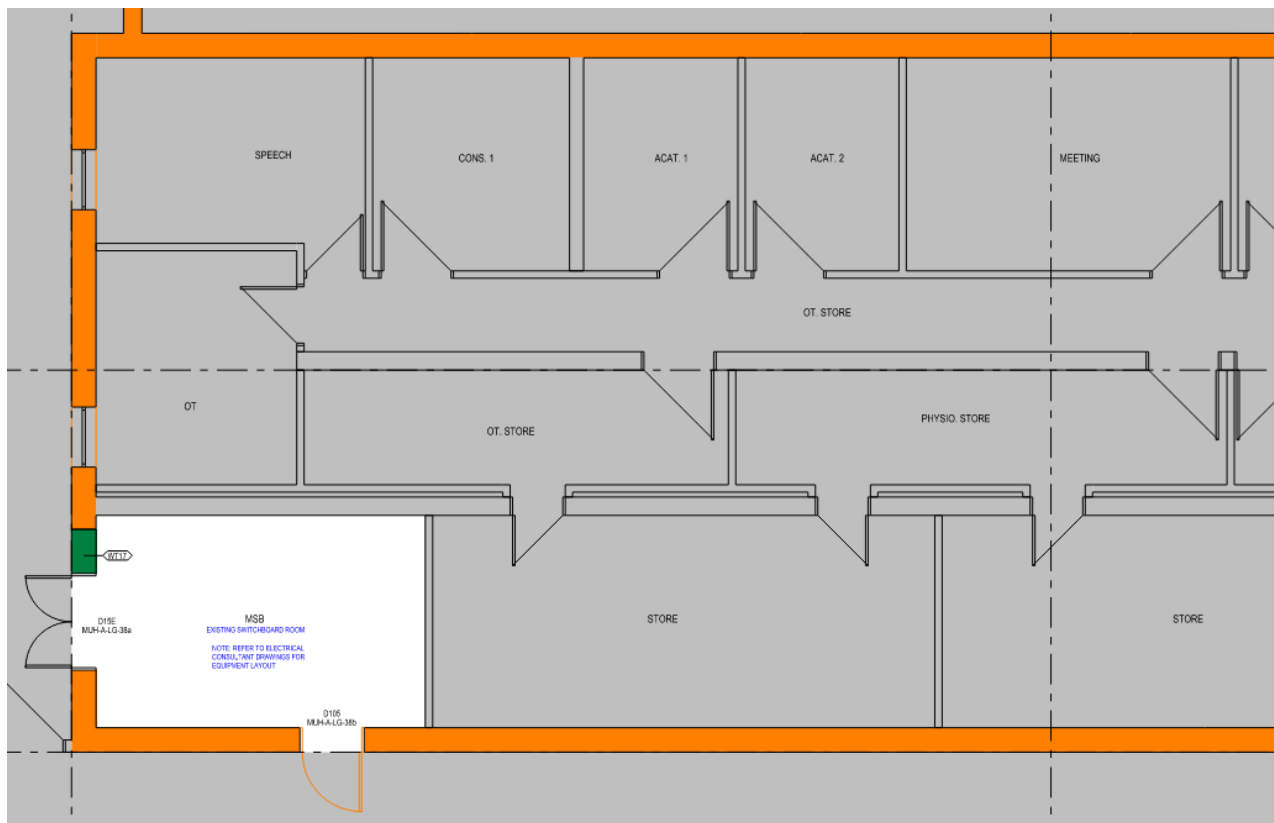 SPEECH
CONS. 1
ACAT. 1
ACAT. 2
MEETING
OT. STORE
OT
OT. STORE
PHYSIO. STORE
WT17
D15E
MUH-A-LG-38a
MSB
EXISTING SWITCHBOARD ROOM
NOTE: REFER TO ELECTRICAL
CONSULTANT DRAWINGS FOR
EQUIPMENT LAYOUT
STORE
STORE
D105
MUH-A-LG-38b